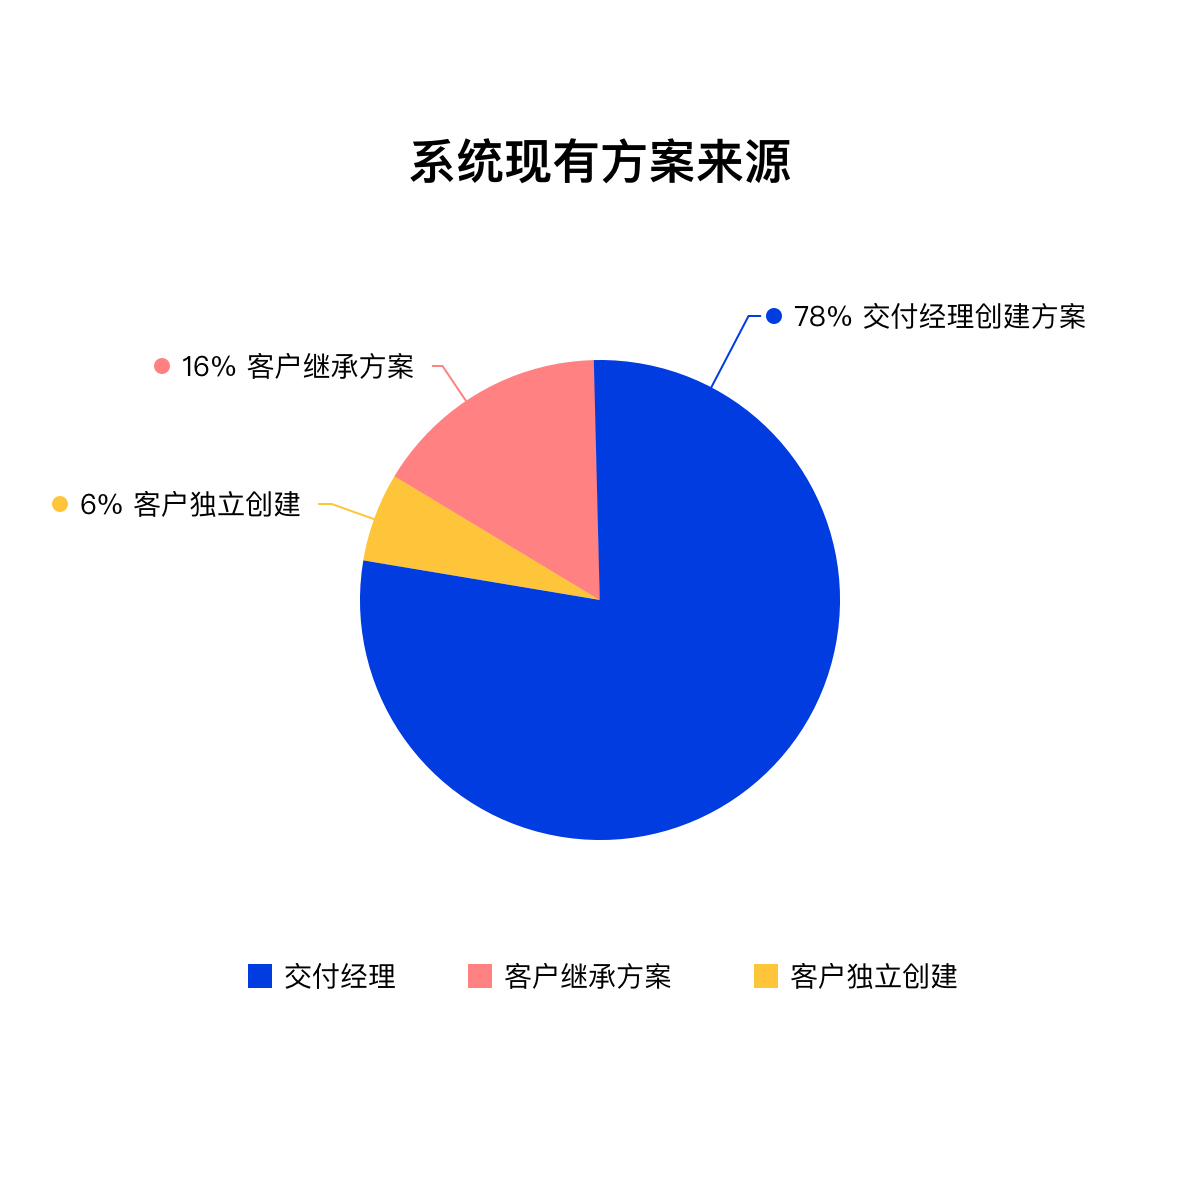 系统现有方案来源
78% 交付经理创建方案
16% 客户继承方案
6% 客户独立创建
交付经理
客户继承方案
客户独立创建